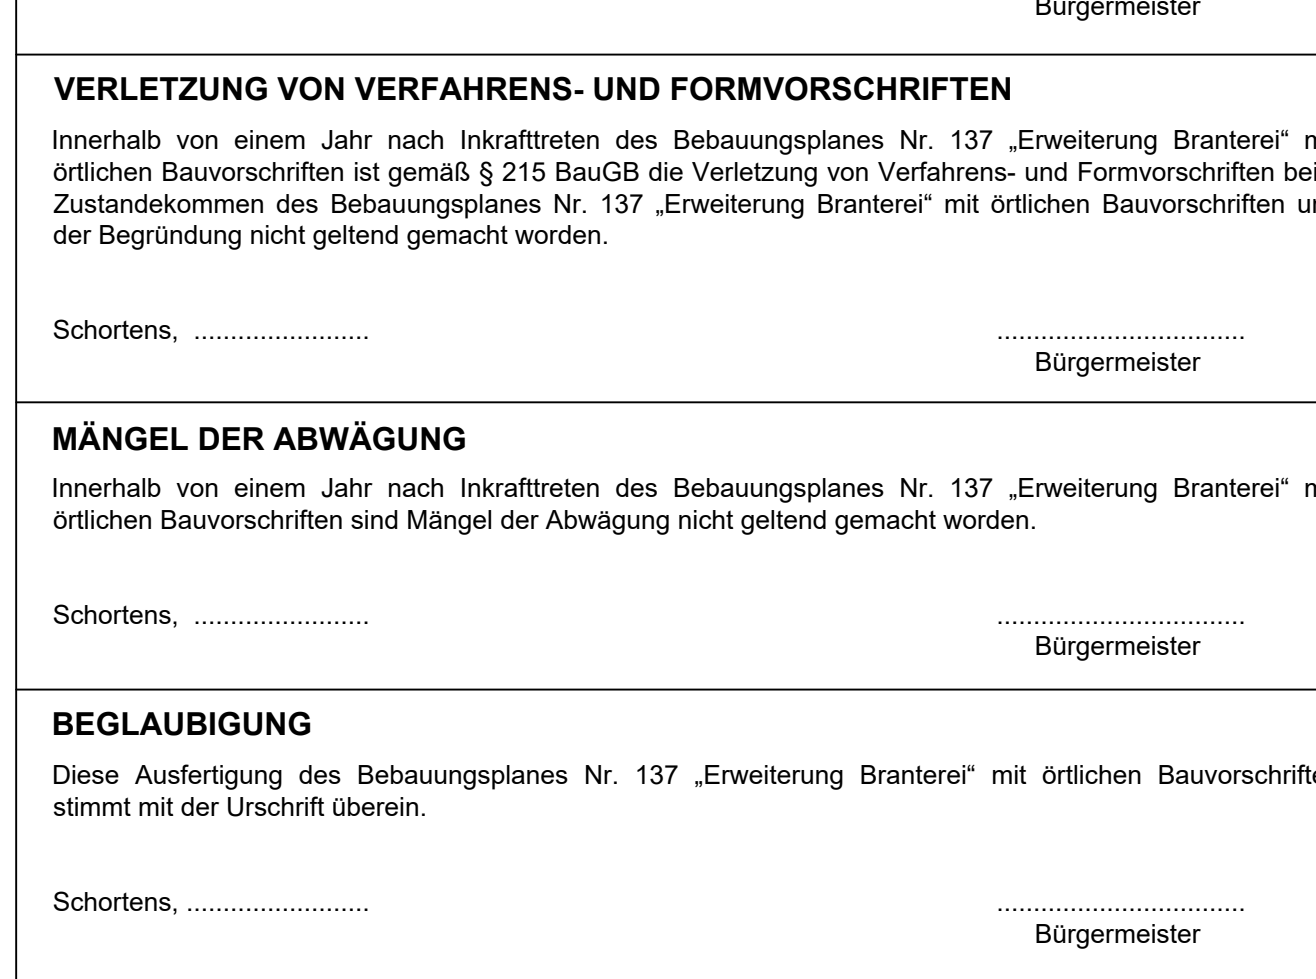 Bürgermeister
VERLETZUNG VON VERFAHRENS- UND FORMVORSCHRIFTEN
Innerhalb von einem Jahr nach Inkrafttreten des Bebauungsplanes Nr. 137 „Erweiterung Branterei“
örtlichen Bauvorschriften ist gemäß § 215 BauGB die Verletzung von Verfahrens- und Formvorschriften
Zustandekommen des Bebauungsplanes Nr. 137 „Erweiterung Branterei“ mit örtlichen Bauvorschriften
der Begründung nicht geltend gemacht worden.
Schortens, ........................ ..................................
Bürgermeister
MÄNGEL DER ABWÄGUNG
Innerhalb von einem Jahr nach Inkrafttreten des Bebauungsplanes Nr. 137 „Erweiterung Branterei“
örtlichen Bauvorschriften sind Mängel der Abwägung nicht geltend gemacht worden.
Schortens, ........................ ..................................
Bürgermeister
BEGLAUBIGUNG
Diese Ausfertigung des Bebauungsplanes Nr. 137 „Erweiterung Branterei“ mit örtlichen
stimmt mit der Urschrift überein.
Schortens, ......................... ..................................
Bürgermeister